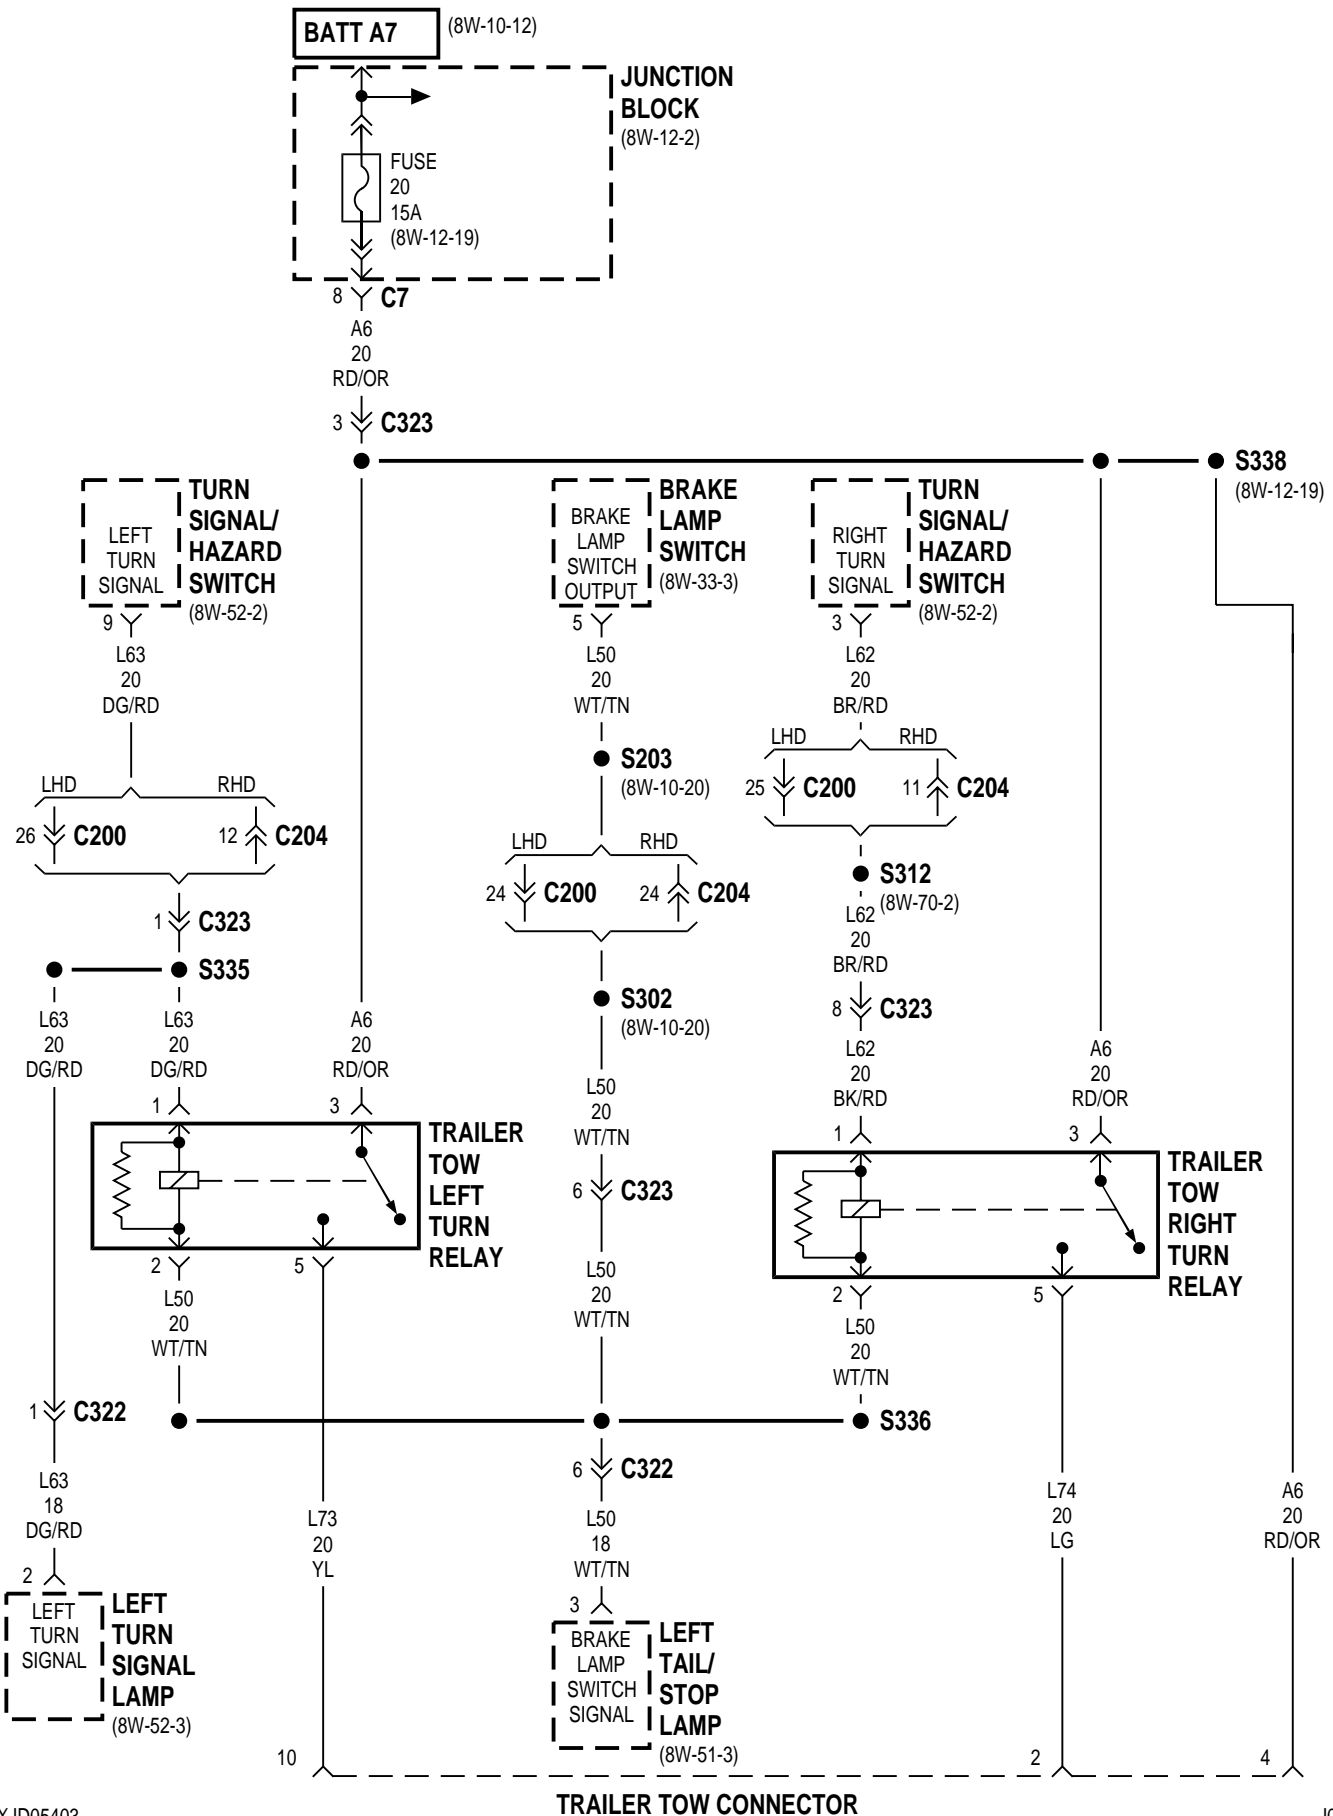 BATT A7
(8W-10-12)
JUNCTION
BLOCK
(8W-12-2)
FUSE
20
15A
(8W-12-19)
8
C7
A6
20
RD/OR
3
C323
S338
(8W-12-19)
LEFT
TURN
SIGNAL
TURN
SIGNAL/
HAZARD
SWITCH
(8W-52-2)
BRAKE
LAMP
SWITCH
OUTPUT
BRAKE
LAMP
SWITCH
(8W-33-3)
RIGHT
TURN
SIGNAL
TURN
SIGNAL/
HAZARD
SWITCH
(8W-52-2)
9
L63
20
DG/RD
5
L50
20
WT/TN
3
L62
20
BR/RD
S203
(8W-10-20)
LHD
RHD
25
C200
11
C204
LHD
RHD
26
C200
12
C204
LHD
RHD
24
C200
24
C204
S312
(8W-70-2)
1
C323
S335
L62
20
BR/RD
S302
(8W-10-20)
8
C323
L63
20
DG/RD
L63
20
DG/RD
A6
20
RD/OR
L62
20
BK/RD
A6
20
RD/OR
L50
20
WT/TN
1
3
TRAILER
TOW
LEFT
TURN
RELAY
1
3
TRAILER
TOW
RIGHT
TURN
RELAY
6
C323
2
5
L50
20
WT/TN
L50
20
WT/TN
2
5
L50
20
WT/TN
1
C322
S336
6
C322
L63
18
DG/RD
L73
20
YL
L50
18
WT/TN
L74
20
LG
A6
20
RD/OR
2
LEFT
TURN
SIGNAL
LEFT
TURN
SIGNAL
LAMP
(8W-52-3)
3
BRAKE
LAMP
SWITCH
SIGNAL
LEFT
TAIL/
STOP
LAMP
(8W-51-3)
10
2
4
TRAILER TOW CONNECTOR